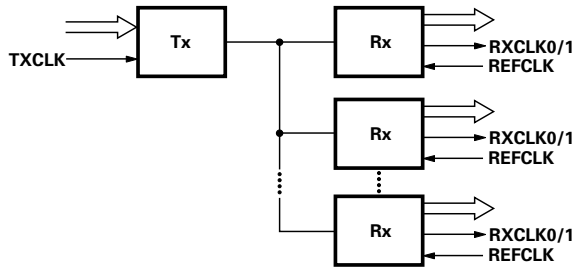 Tx
TXCLK
Rx
RXCLK0/1
REFCLK
Rx
RXCLK0/1
REFCLK
Rx
RXCLK0/1
REFCLK